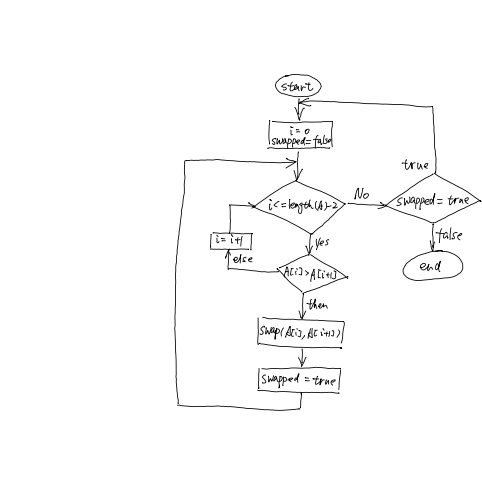 start
i = 0
swapped = false
i <= length(A)-2
No
swapped = true
true
false
end
yes
i = i+1
else
A[i] > A[i+1]
then
swap(A[i], A[i+1])
swapped = true